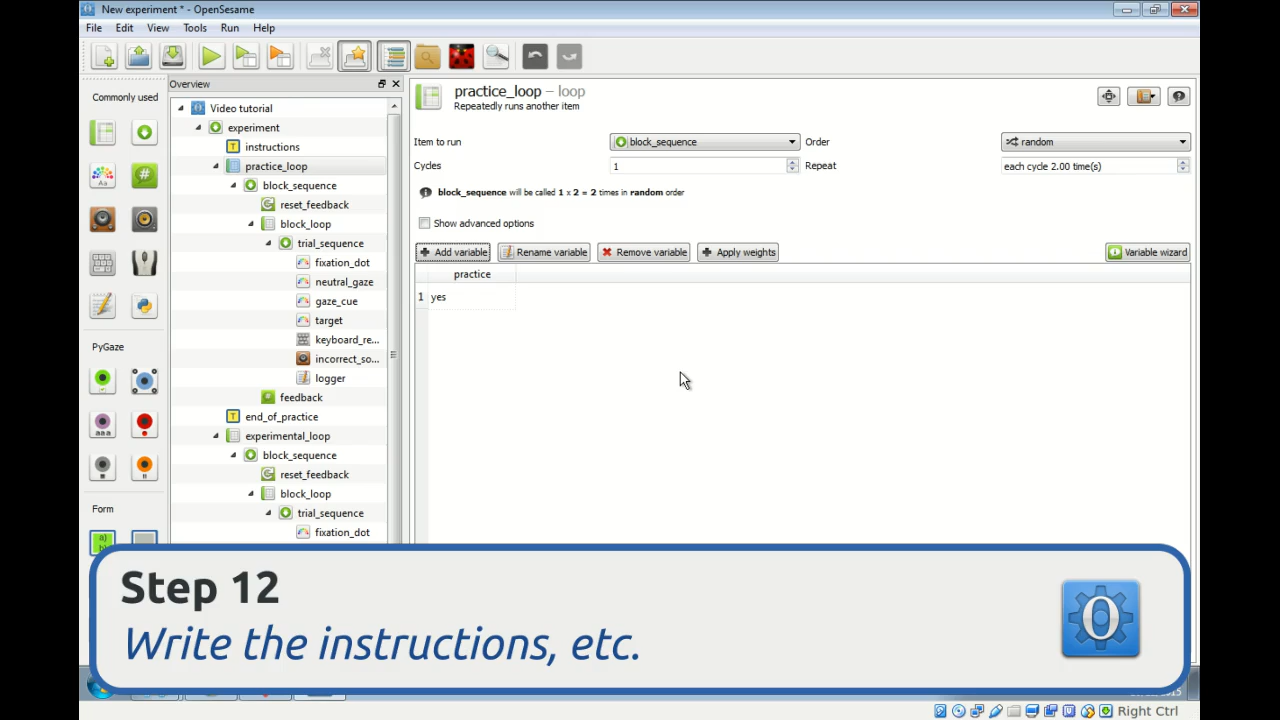 New experiment * - OpenSesame
File Edit View Tools Run Help
Commonly used
PyGaze
Form
Overview
Video tutorial
experiment
instructions
practice_loop
block_sequence
reset_feedback
block_loop
trial_sequence
fixation_dot
neutral_gaze
gaze_cue
target
keyboard_re...
incorrect_so...
logger
feedback
end_of_practice
experimental_loop
block_sequence
reset_feedback
block_loop
trial_sequence
fixation_dot
practice_loop – loop
Repeatedly runs another item
Item to run block_sequence Order random
Cycles 1 Repeat each cycle 2.00 time(s)
block_sequence will be called 1 x 2 = 2 times in random order
Show advanced options
Add variable Rename variable Remove variable Apply weights Variable wizard
practice
1 yes
Step 12
Write the instructions, etc.
Right Ctrl